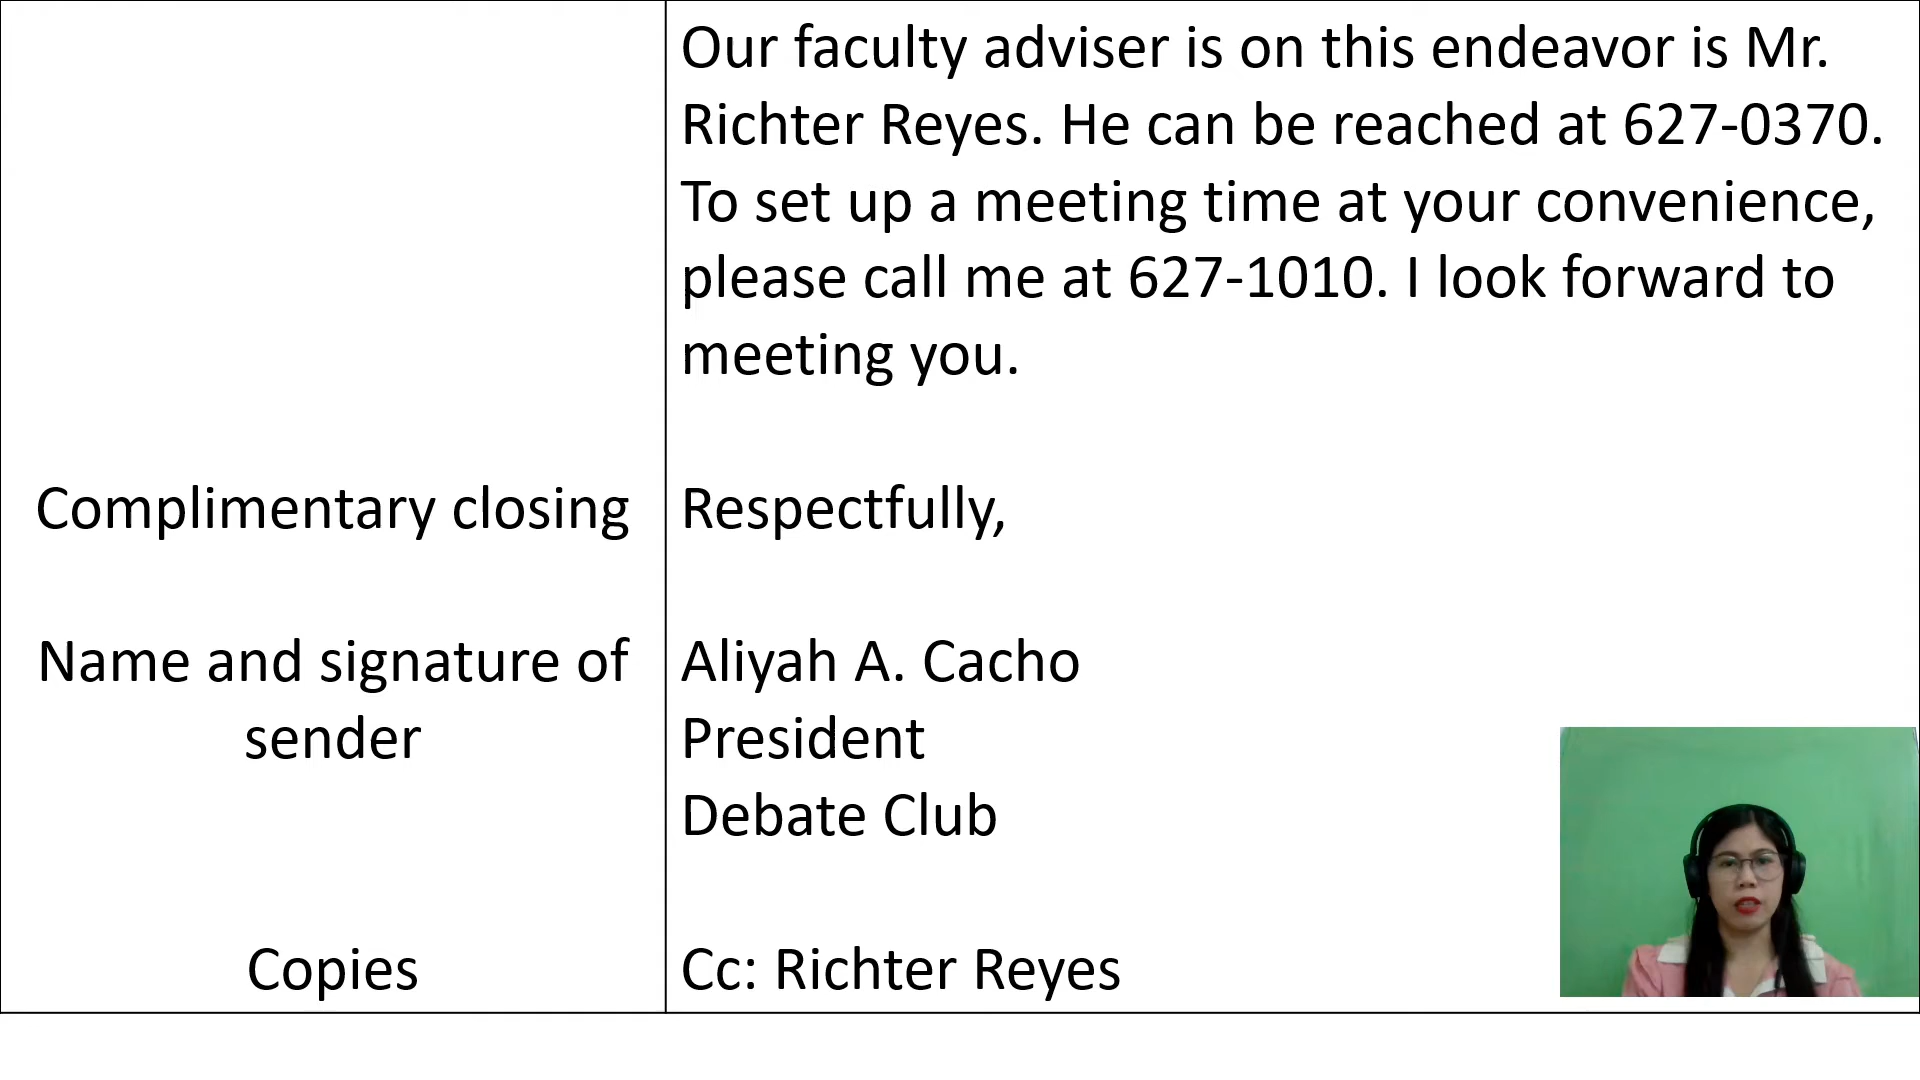 Our faculty adviser is on this endeavor is Mr.
Richter Reyes. He can be reached at 627-0370.
To set up a meeting time at your convenience,
please call me at 627-1010. I look forward to
meeting you.
Complimentary closing
Respectfully,
Name and signature of
sender
Aliyah A. Cacho
President
Debate Club
Copies
Cc: Richter Reyes